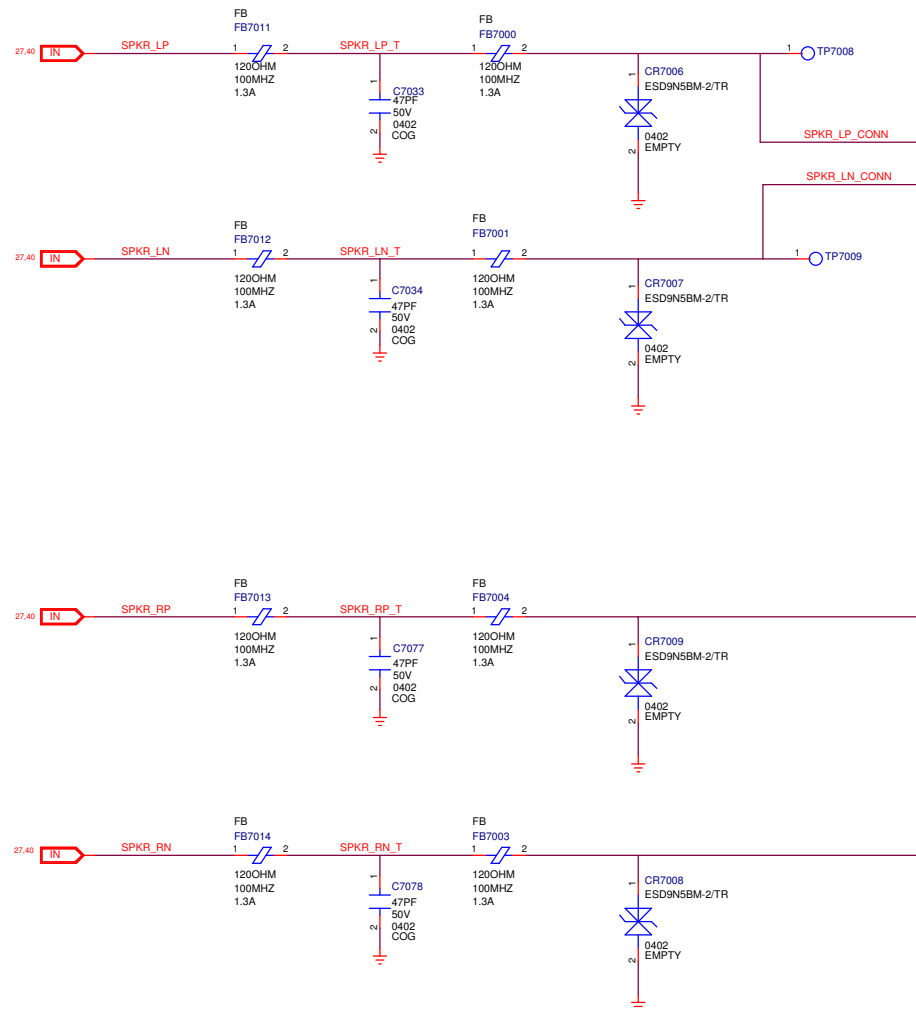 FB
FB7011
27,40 IN SPKR_LP 1 2 SPKR_LP_T
120OHM
100MHZ
1.3A
1
C7033
47PF
50V
0402
COG
2
FB
FB7000
1 2
120OHM
100MHZ
1.3A
1
CR7006
ESD9N5BM-2/TR
0402
EMPTY
2
1 TP7008
SPKR_LP_CONN
SPKR_LN_CONN
FB
FB7012
27,40 IN SPKR_LN 1 2 SPKR_LN_T
120OHM
100MHZ
1.3A
1
C7034
47PF
50V
0402
COG
2
FB
FB7001
1 2
120OHM
100MHZ
1.3A
1
CR7007
ESD9N5BM-2/TR
0402
EMPTY
2
1 TP7009
FB
FB7013
27,40 IN SPKR_RP 1 2 SPKR_RP_T
120OHM
100MHZ
1.3A
1
C7077
47PF
50V
0402
COG
2
FB
FB7004
1 2
120OHM
100MHZ
1.3A
1
CR7009
ESD9N5BM-2/TR
0402
EMPTY
2
FB
FB7014
27,40 IN SPKR_RN 1 2 SPKR_RN_T
120OHM
100MHZ
1.3A
1
C7078
47PF
50V
0402
COG
2
FB
FB7003
1 2
120OHM
100MHZ
1.3A
1
CR7008
ESD9N5BM-2/TR
0402
EMPTY
2